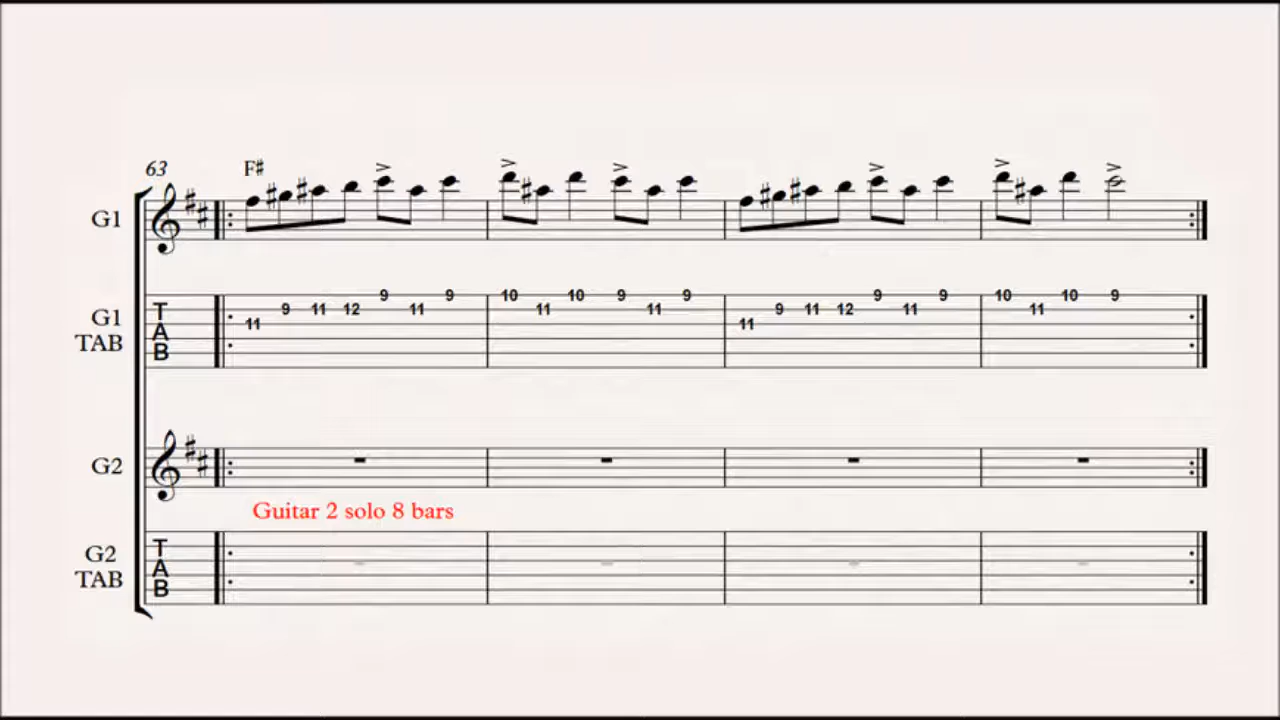 63 F♯
G1
9 10 10 9 9 9 9 10 10 9
9 11 12 11 11 11 9 11 12 11 11
11 11
G1
TAB
T
A
B
G2
Guitar 2 solo 8 bars
G2
TAB
T
A
B